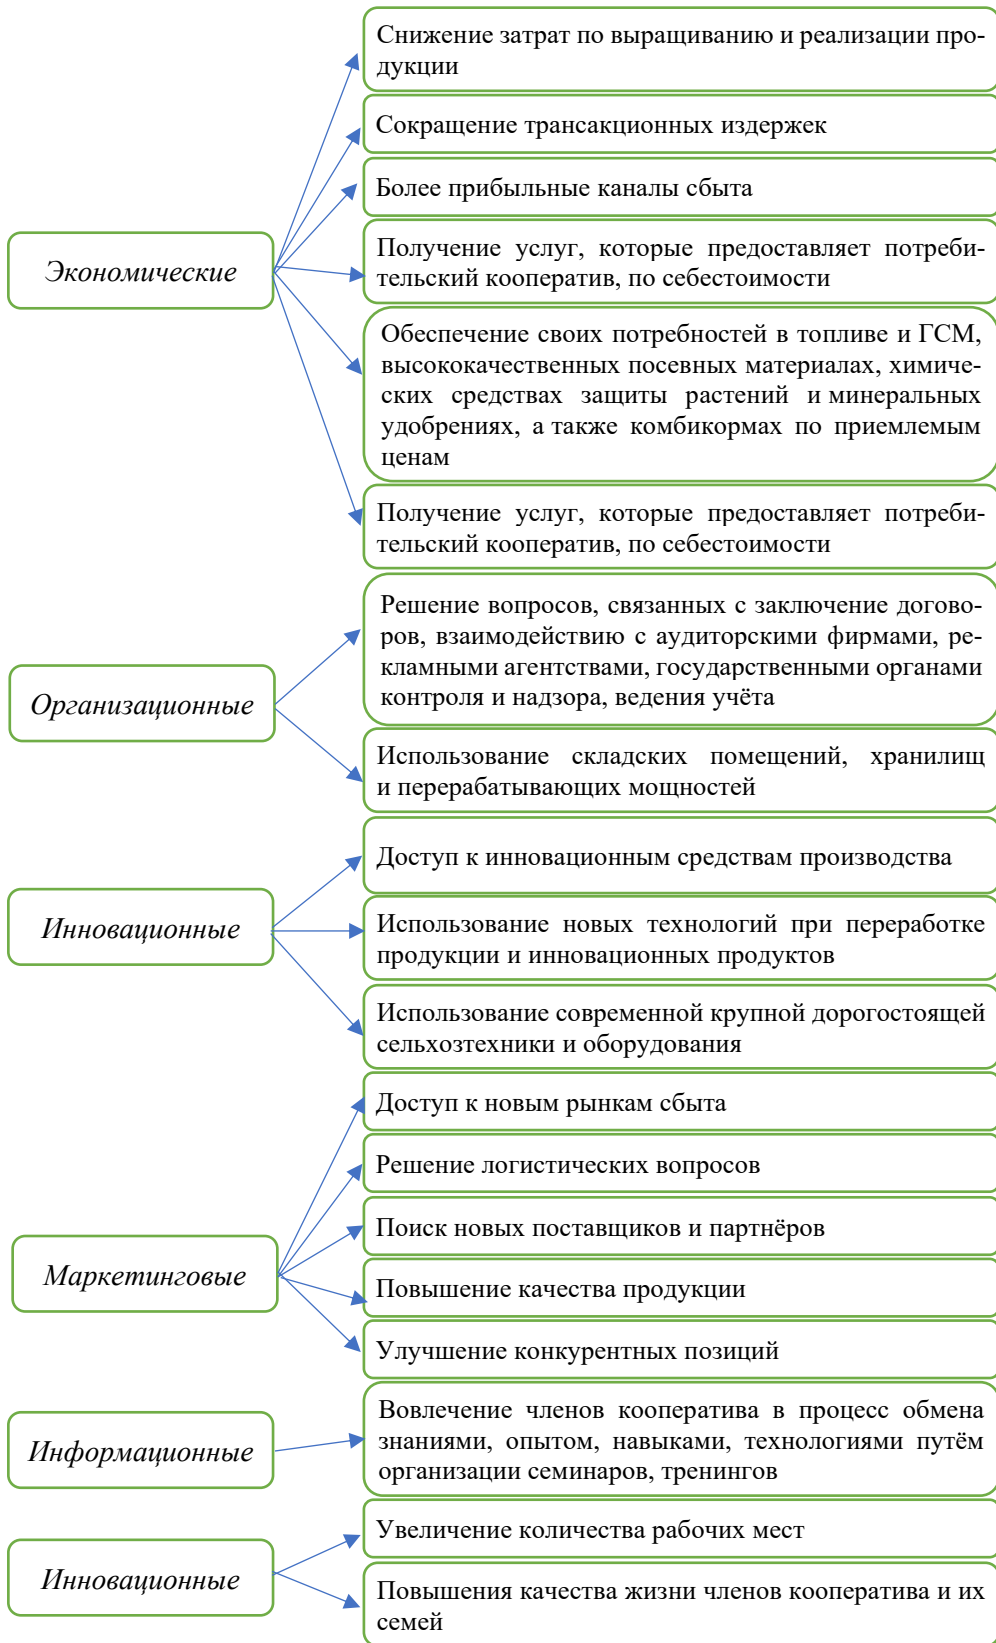 Экономические
Снижение затрат по выращиванию и реализации про-
дукции
Сокращение трансакционных издержек
Более прибыльные каналы сбыта
Получение услуг, которые предоставляет потреби-
тельский кооператив, по себестоимости
Обеспечение своих потребностей в топливе и ГСМ,
высококачественных посевных материалах, химиче-
ских средствах защиты растений и минеральных
удобрениях, а также комбикормах по приемлемым
ценам
Получение услуг, которые предоставляет потреби-
тельский кооператив, по себестоимости
Организационные
Решение вопросов, связанных с заключение догово-
ров, взаимодействию с аудиторскими фирмами, ре-
кламными агентствами, государственными органами
контроля и надзора, ведения учёта
Использование складских помещений, хранилищ
и перерабатывающих мощностей
Инновационные
Доступ к инновационным средствам производства
Использование новых технологий при переработке
продукции и инновационных продуктов
Использование современной крупной дорогостоящей
сельхозтехники и оборудования
Маркетинговые
Доступ к новым рынкам сбыта
Решение логистических вопросов
Поиск новых поставщиков и партнёров
Повышение качества продукции
Улучшение конкурентных позиций
Информационные
Вовлечение членов кооператива в процесс обмена
знаниями, опытом, навыками, технологиями путём
организации семинаров, тренингов
Инновационные
Увеличение количества рабочих мест
Повышения качества жизни членов кооператива и их
семей